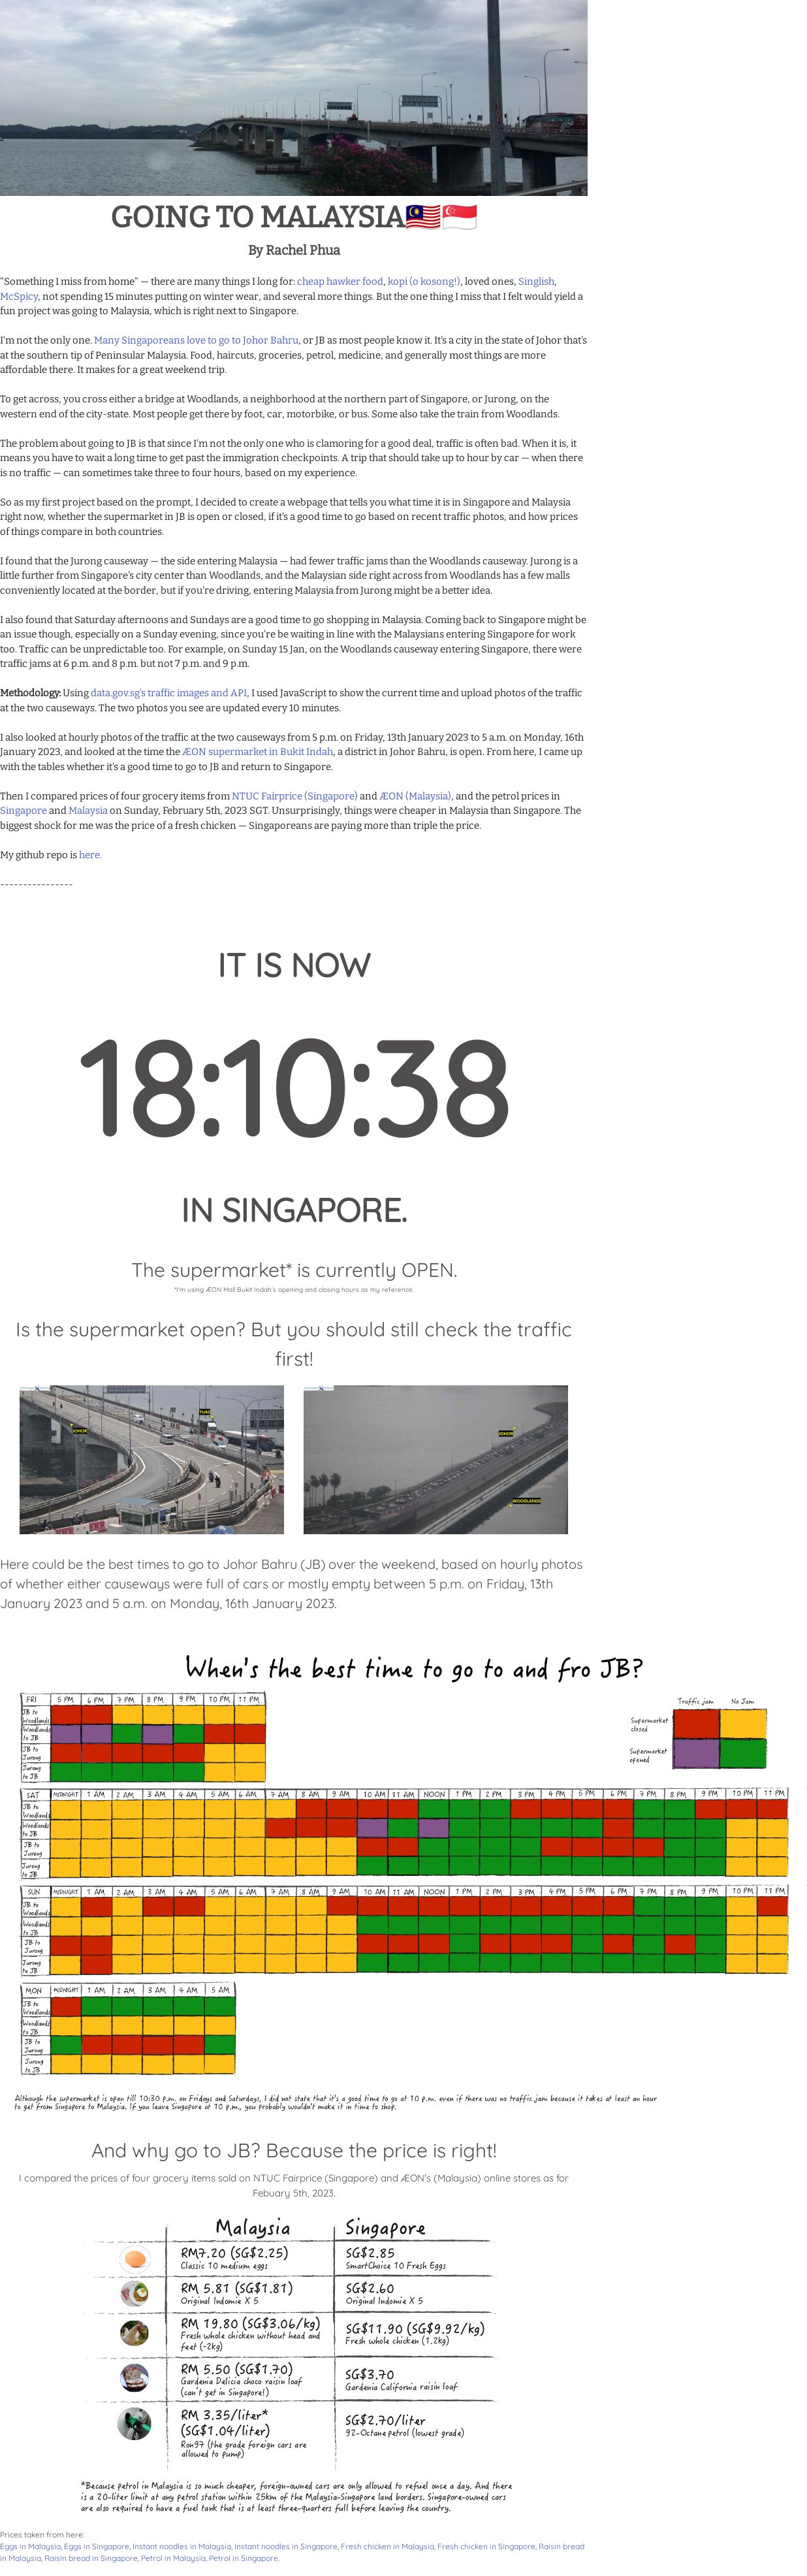 GOING TO MALAYSIA🇲🇾🇸🇬
By Rachel Phua
"Something I miss from home" — there are many things I long for: cheap hawker food, kopi (o kosong!), loved ones, Singlish,
McSpicy, not spending 15 minutes putting on winter wear, and several more things. But the one thing I miss that I felt would yield a
fun project was going to Malaysia, which is right next to Singapore.
I'm not the only one. Many Singaporeans love to go to Johor Bahru, or JB as most people know it. It's a city in the state of Johor that's
at the southern tip of Peninsular Malaysia. Food, haircuts, groceries, petrol, medicine, and generally most things are more
affordable there. It makes for a great weekend trip.
To get across, you cross either a bridge at Woodlands, a neighborhood at the northern part of Singapore, or Jurong, on the
western end of the city-state. Most people get there by foot, car, motorbike, or bus. Some also take the train from Woodlands.
The problem about going to JB is that since I'm not the only one who is clamoring for a good deal, traffic is often bad. When it is, it
means you have to wait a long time to get past the immigration checkpoints. A trip that should take up to hour by car — when there
is no traffic — can sometimes take three to four hours, based on my experience.
So as my first project based on the prompt, I decided to create a webpage that tells you what time it is in Singapore and Malaysia
right now, whether the supermarket in JB is open or closed, if it's a good time to go based on recent traffic photos, and how prices
of things compare in both countries.
I found that the Jurong causeway — the side entering Malaysia — had fewer traffic jams than the Woodlands causeway. Jurong is a
little further from Singapore's city center than Woodlands, and the Malaysian side right across from Woodlands has a few malls
conveniently located at the border, but if you're driving, entering Malaysia from Jurong might be a better idea.
I also found that Saturday afternoons and Sundays are a good time to go shopping in Malaysia. Coming back to Singapore might be
an issue though, especially on a Sunday evening, since you're be waiting in line with the Malaysians entering Singapore for work
too. Traffic can be unpredictable too. For example, on Sunday 15 Jan, on the Woodlands causeway entering Singapore, there were
traffic jams at 6 p.m. and 8 p.m. but not 7 p.m. and 9 p.m.
Methodology: Using data.gov.sg's traffic images and API, I used JavaScript to show the current time and upload photos of the traffic
at the two causeways. The two photos you see are updated every 10 minutes.
I also looked at hourly photos of the traffic at the two causeways from 5 p.m. on Friday, 13th January 2023 to 5 a.m. on Monday, 16th
January 2023, and looked at the time the ÆON supermarket in Bukit Indah, a district in Johor Bahru, is open. From here, I came up
with the tables whether it's a good time to go to JB and return to Singapore.
Then I compared prices of four grocery items from NTUC Fairprice (Singapore) and ÆON (Malaysia), and the petrol prices in
Singapore and Malaysia on Sunday, February 5th, 2023 SGT. Unsurprisingly, things were cheaper in Malaysia than Singapore. The
biggest shock for me was the price of a fresh chicken — Singaporeans are paying more than triple the price.
My github repo is here.
----------------
IT IS NOW
18:10:38
IN SINGAPORE.
The supermarket* is currently OPEN.
*I'm using ÆON Mall Bukit Indah's opening and closing hours as my reference.
Is the supermarket open? But you should still check the traffic
first!
JOHOR TUAS
JOHOR
WOODLANDS
Here could be the best times to go to Johor Bahru (JB) over the weekend, based on hourly photos
of whether either causeways were full of cars or mostly empty between 5 p.m. on Friday, 13th
January 2023 and 5 a.m. on Monday, 16th January 2023.
When's the best time to go to and fro JB?
FRI 5 PM 6 PM 7 PM 8 PM 9 PM 10 PM 11 PM
JB to
Woodlands
Woodlands
to JB
JB to
Jurong
Jurong
to JB
Traffic jam No Jam
Supermarket
closed
Supermarket
opened
SAT MIDNIGHT 1 AM 2 AM 3 AM 4 AM 5 AM 6 AM 7 AM 8 AM 9 AM 10 AM 11 AM NOON 1 PM 2 PM 3 PM 4 PM 5 PM 6 PM 7 PM 8 PM 9 PM 10 PM 11 PM
JB to
Woodlands
Woodlands
to JB
JB to
Jurong
Jurong
to JB
SUN MIDNIGHT 1 AM 2 AM 3 AM 4 AM 5 AM 6 AM 7 AM 8 AM 9 AM 10 AM 11 AM NOON 1 PM 2 PM 3 PM 4 PM 5 PM 6 PM 7 PM 8 PM 9 PM 10 PM 11 PM
JB to
Woodlands
Woodlands
to JB
JB to
Jurong
Jurong
to JB
MON MIDNIGHT 1 AM 2 AM 3 AM 4 AM 5 AM
JB to
Woodlands
Woodlands
to JB
JB to
Jurong
Jurong
to JB
Although the supermarket is open till 10:30 p.m. on Fridays and Saturdays, I did not state that it's a good time to go at 10 p.m. even if there was no traffic jam because it takes at least an hour
to get from Singapore to Malaysia. If you leave Singapore at 10 p.m., you probably wouldn't make it in time to shop.
And why go to JB? Because the price is right!
I compared the prices of four grocery items sold on NTUC Fairprice (Singapore) and ÆON's (Malaysia) online stores as for
Febuary 5th, 2023.
Malaysia Singapore
RM7.20 (SG$2.25) SG$2.85
Classic 10 medium eggs SmartChoice 10 Fresh Eggs
RM 5.81 (SG$1.81) SG$2.60
Original Indomie X 5 Original Indomie X 5
RM 19.80 (SG$3.06/kg) SG$11.90 (SG$9.92/kg)
Fresh whole chicken without head and
feet (~2kg)
Fresh whole chicken (1.2kg)
RM 5.50 (SG$1.70) SG$3.70
Gardenia Delicia choco raisin loaf
(can't get in Singapore!)
Gardenia California raisin loaf
RM 3.35/liter*
(SG$1.04/liter)
SG$2.70/liter
Ron97 (the grade foreign cars are
allowed to pump)
92-Octane petrol (lowest grade)
*Because petrol in Malaysia is so much cheaper, foreign-owned cars are only allowed to refuel once a day. And there
is a 20-liter limit at any petrol station within 25km of the Malaysia-Singapore land borders. Singapore-owned cars
are also required to have a fuel tank that is at least three-quarters full before leaving the country.
Prices taken from here:
Eggs in Malaysia, Eggs in Singapore, Instant noodles in Malaysia, Instant noodles in Singapore, Fresh chicken in Malaysia, Fresh chicken in Singapore, Raisin bread
in Malaysia, Raisin bread in Singapore, Petrol in Malaysia, Petrol in Singapore.